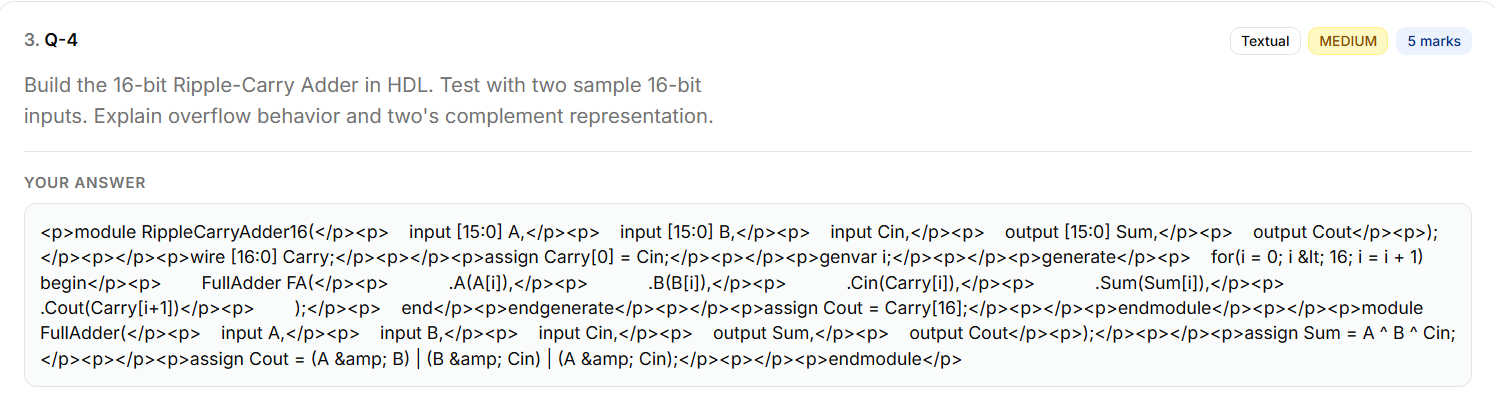 3. Q-4
Textual
MEDIUM
5 marks
Build the 16-bit Ripple-Carry Adder in HDL. Test with two sample 16-bit
inputs. Explain overflow behavior and two's complement representation.
YOUR ANSWER
<p>module RippleCarryAdder16(</p><p>    input [15:0] A,</p><p>    input [15:0] B,</p><p>    input Cin,</p><p>    output [15:0] Sum,</p><p>    output Cout</p><p>);
</p><p></p><p>wire [16:0] Carry;</p><p></p><p>assign Carry[0] = Cin;</p><p></p><p>genvar i;</p><p></p><p>generate</p><p>    for(i = 0; i &lt; 16; i = i + 1)
begin</p><p>        FullAdder FA(</p><p>            .A(A[i]),</p><p>            .B(B[i]),</p><p>            .Cin(Carry[i]),</p><p>            .Sum(Sum[i]),</p><p>
.Cout(Carry[i+1])</p><p>        );</p><p>    end</p><p>endgenerate</p><p></p><p>assign Cout = Carry[16];</p><p></p><p>endmodule</p><p></p><p>module
FullAdder(</p><p>    input A,</p><p>    input B,</p><p>    input Cin,</p><p>    output Sum,</p><p>    output Cout</p><p>);</p><p></p><p>assign Sum = A ^ B ^ Cin;
</p><p></p><p>assign Cout = (A &amp; B) | (B &amp; Cin) | (A &amp; Cin);</p><p></p><p>endmodule</p>